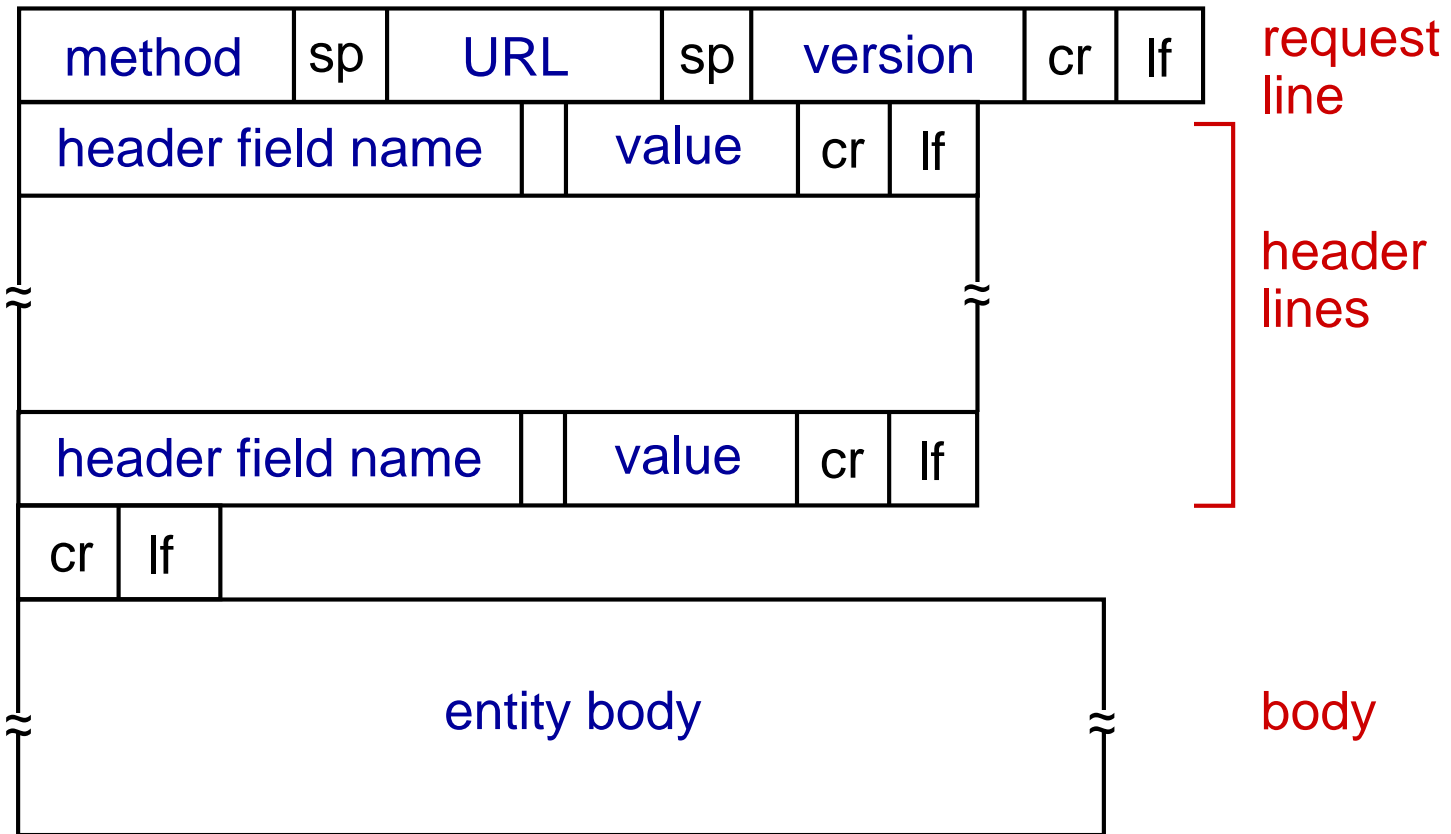 method sp URL sp version cr lf request line
header field name value cr lf
header lines
header field name value cr lf
cr lf
entity body body